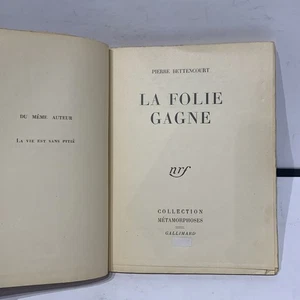 DU MÊME AUTEUR
LA VIE EST SANS PITIÉ
PIERRE BETTENCOURT
LA FOLIE
GAGNE
nrf
COLLECTION
MÉTAMORPHOSES
GALLIMARD